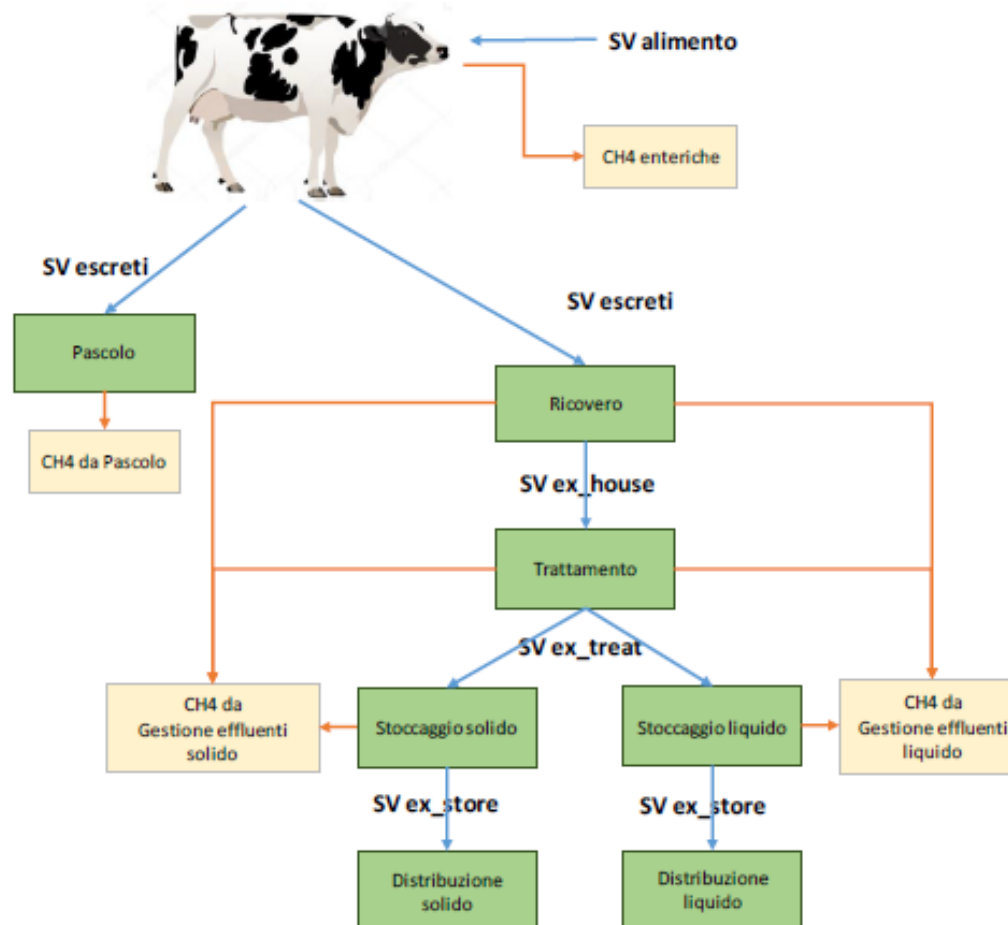 SV alimento
CH4 enteriche
SV escreti
SV escreti
Pascolo
Ricovero
CH4 da Pascolo
SV ex_house
Trattamento
SV ex_treat
CH4 da
Gestione effluenti
solido
Stoccaggio solido
Stoccaggio liquido
CH4 da
Gestione effluenti
liquido
SV ex_store
SV ex_store
Distribuzione
solido
Distribuzione
liquido